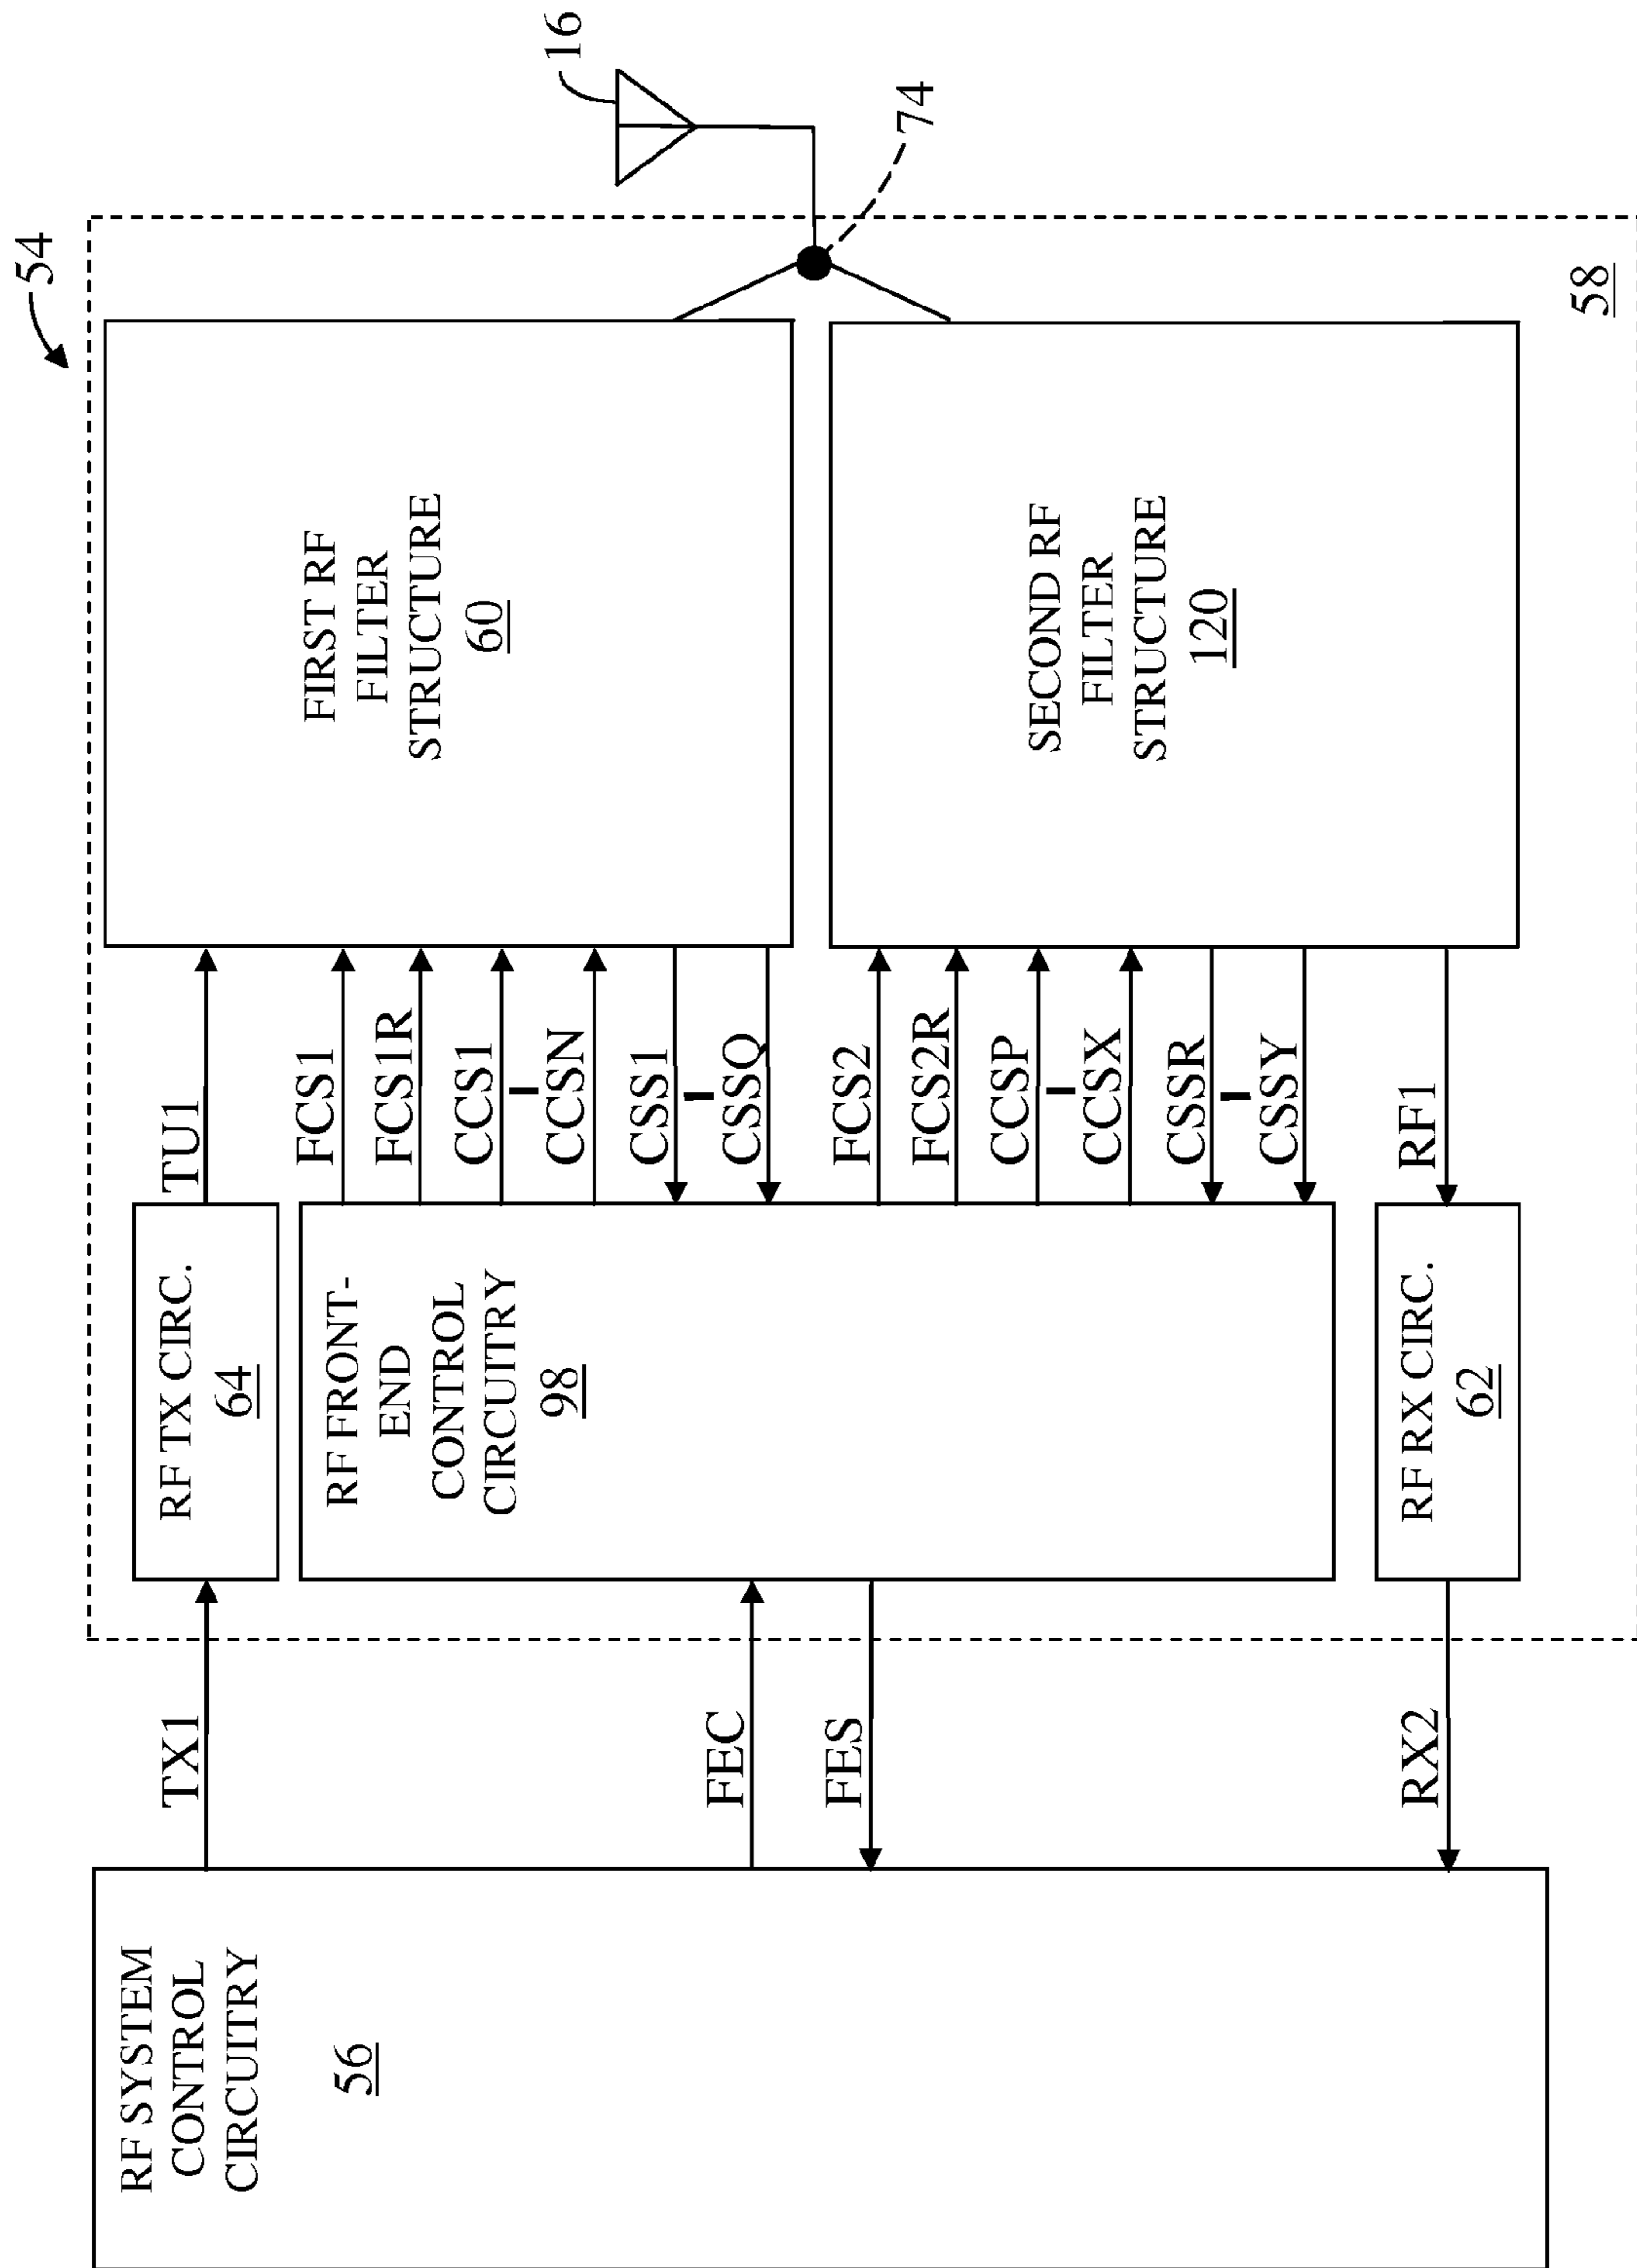 54
16
74
58
FIRST RF
FILTER
STRUCTURE
60
SECOND RF
FILTER
STRUCTURE
120
TU1
FCS1
FCS1R
CCS1
-
CCSN
CSS1
-
CSSQ
FCS2
FCS2R
CCSP
-
CCSX
CSSR
-
CSSY
RF1
RF TX CIRC.
64
RF FRONT-
END
CONTROL
CIRCUITRY
98
RF RX CIRC.
62
TX1
FEC
FES
RX2
RF SYSTEM
CONTROL
CIRCUITRY
56